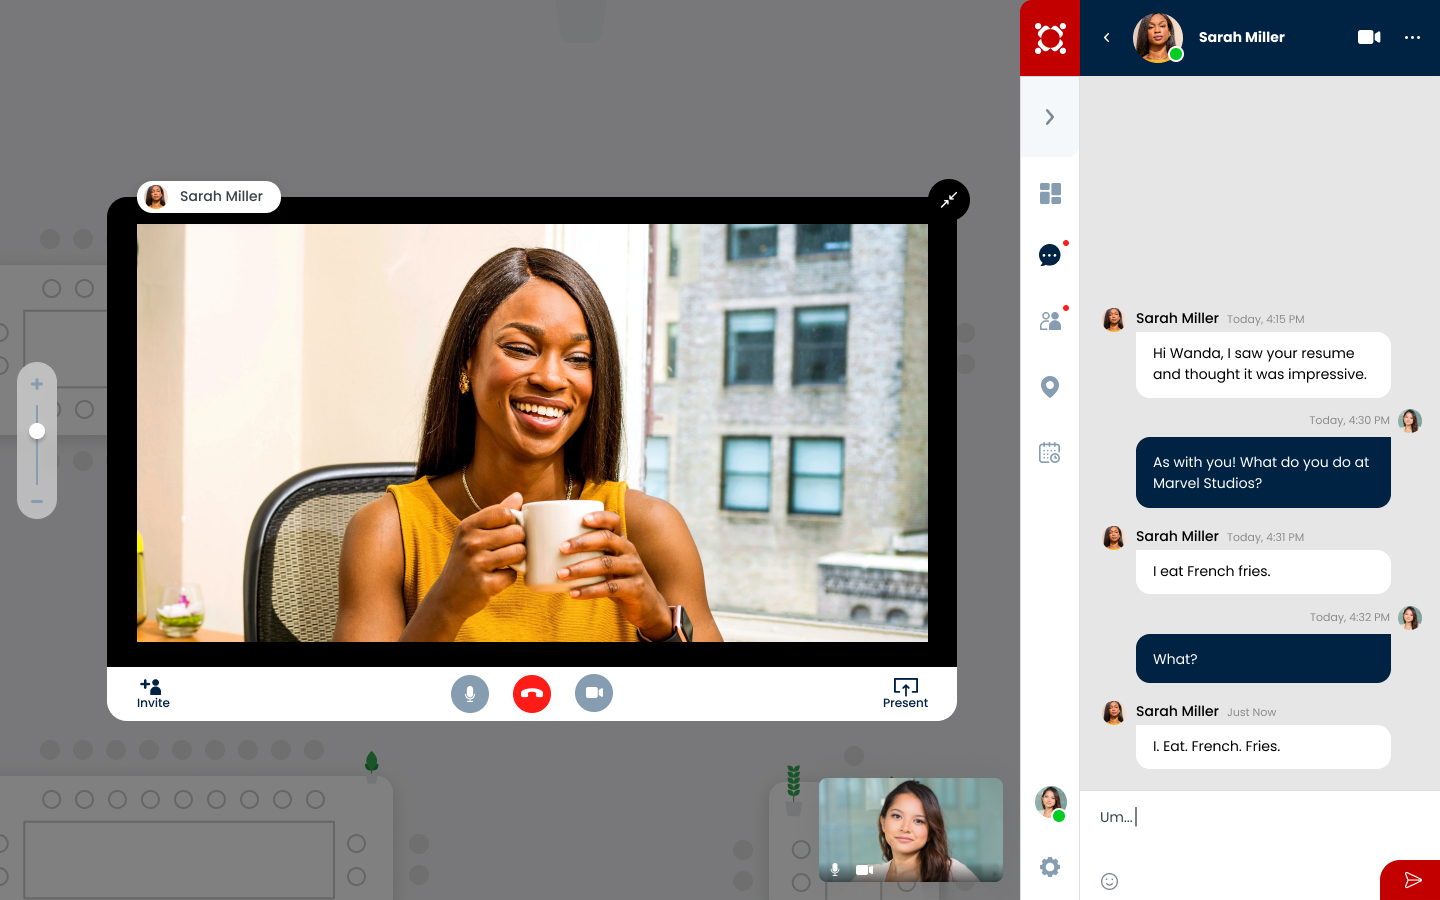 Sarah Miller
Sarah Miller
Invite
Present
Sarah Miller Today, 4:15 PM
Hi Wanda, I saw your resume
and thought it was impressive.
Today, 4:30 PM
As with you! What do you do at
Marvel Studios?
Sarah Miller Today, 4:31 PM
I eat French fries.
Today, 4:32 PM
What?
Sarah Miller Just Now
I. Eat. French. Fries.
Um...